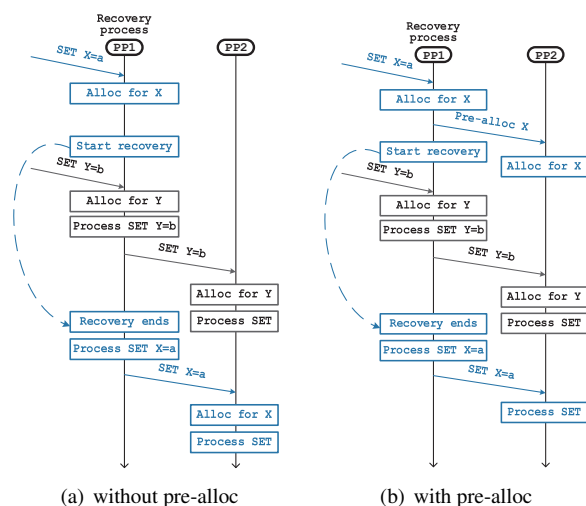 Recovery
process
PP1
PP2
SET X=a
Alloc for X
Start recovery
SET Y=b
Alloc for Y
Process SET Y=b
SET Y=b
Alloc for Y
Recovery ends
Process SET
Process SET X=a
SET X=a
Alloc for X
Process SET
(a) without pre-alloc
Recovery
process
PP1
PP2
SET X=a
Alloc for X
Pre-alloc X
Start recovery
Alloc for X
SET Y=b
Alloc for Y
Process SET Y=b
SET Y=b
Alloc for Y
Recovery ends
Process SET
Process SET X=a
SET X=a
Process SET
(b) with pre-alloc